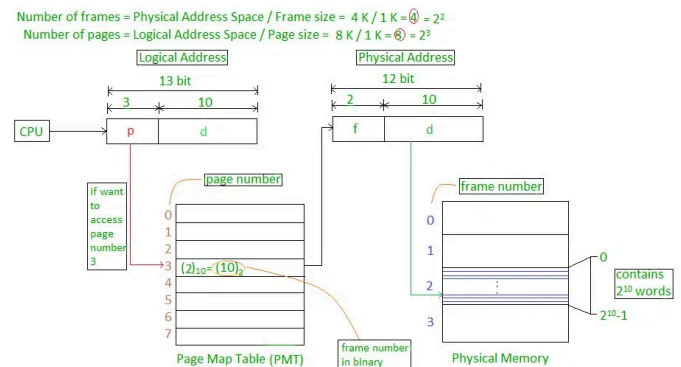 Number of frames = Physical Address Space / Frame size = 4 K / 1 K = 4 = 2²
Number of pages = Logical Address Space / Page size = 8 K / 1 K = 8 = 2³
Logical Address
Physical Address
13 bit
12 bit
3 10
2 10
CPU
p d
f d
if want
to
access
page
number
3
page number
0
1
2
3
4
5
6
7
(2)₁₀= (10)₂
Page Map Table (PMT)
frame number
in binary
frame number
0
1
2
3
⋮
0
contains
2¹⁰ words
2¹⁰-1
Physical Memory